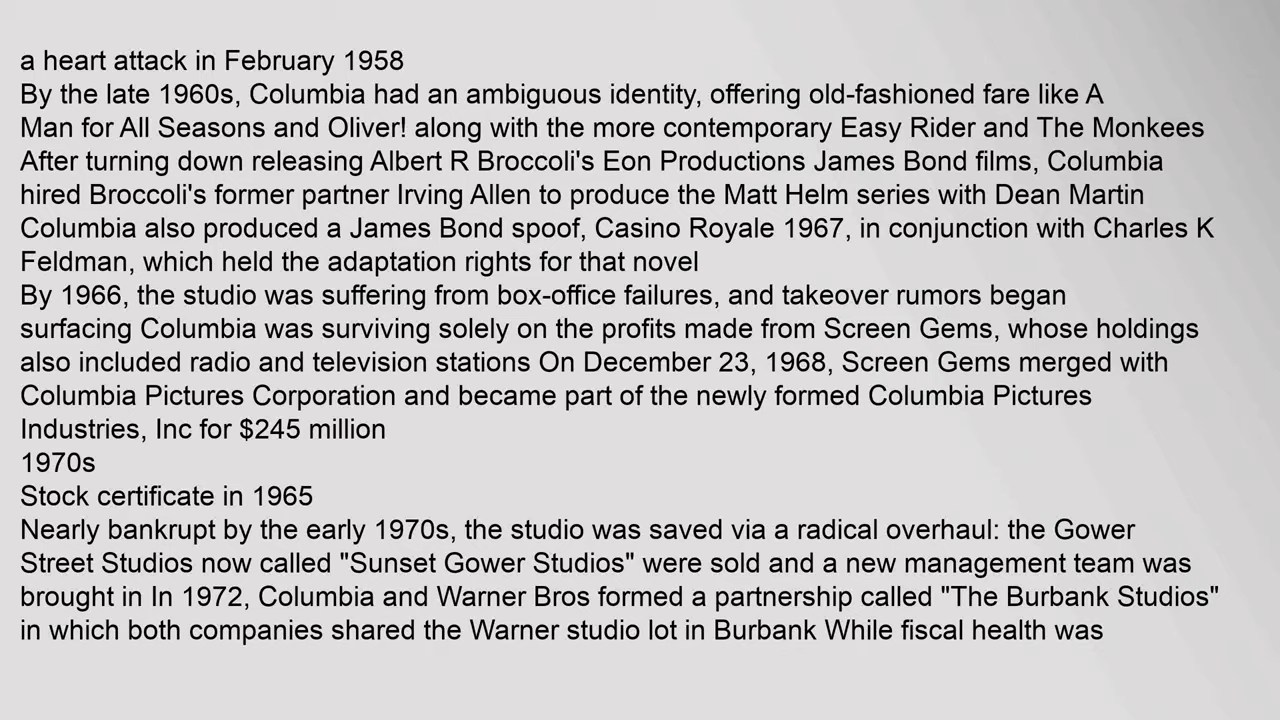 a heart attack in February 1958
By the late 1960s, Columbia had an ambiguous identity, offering old-fashioned fare like A
Man for All Seasons and Oliver! along with the more contemporary Easy Rider and The Monkees
After turning down releasing Albert R Broccoli's Eon Productions James Bond films, Columbia
hired Broccoli's former partner Irving Allen to produce the Matt Helm series with Dean Martin
Columbia also produced a James Bond spoof, Casino Royale 1967, in conjunction with Charles K
Feldman, which held the adaptation rights for that novel
By 1966, the studio was suffering from box-office failures, and takeover rumors began
surfacing Columbia was surviving solely on the profits made from Screen Gems, whose holdings
also included radio and television stations On December 23, 1968, Screen Gems merged with
Columbia Pictures Corporation and became part of the newly formed Columbia Pictures
Industries, Inc for $245 million
1970s
Stock certificate in 1965
Nearly bankrupt by the early 1970s, the studio was saved via a radical overhaul: the Gower
Street Studios now called "Sunset Gower Studios" were sold and a new management team was
brought in In 1972, Columbia and Warner Bros formed a partnership called "The Burbank Studios"
in which both companies shared the Warner studio lot in Burbank While fiscal health was